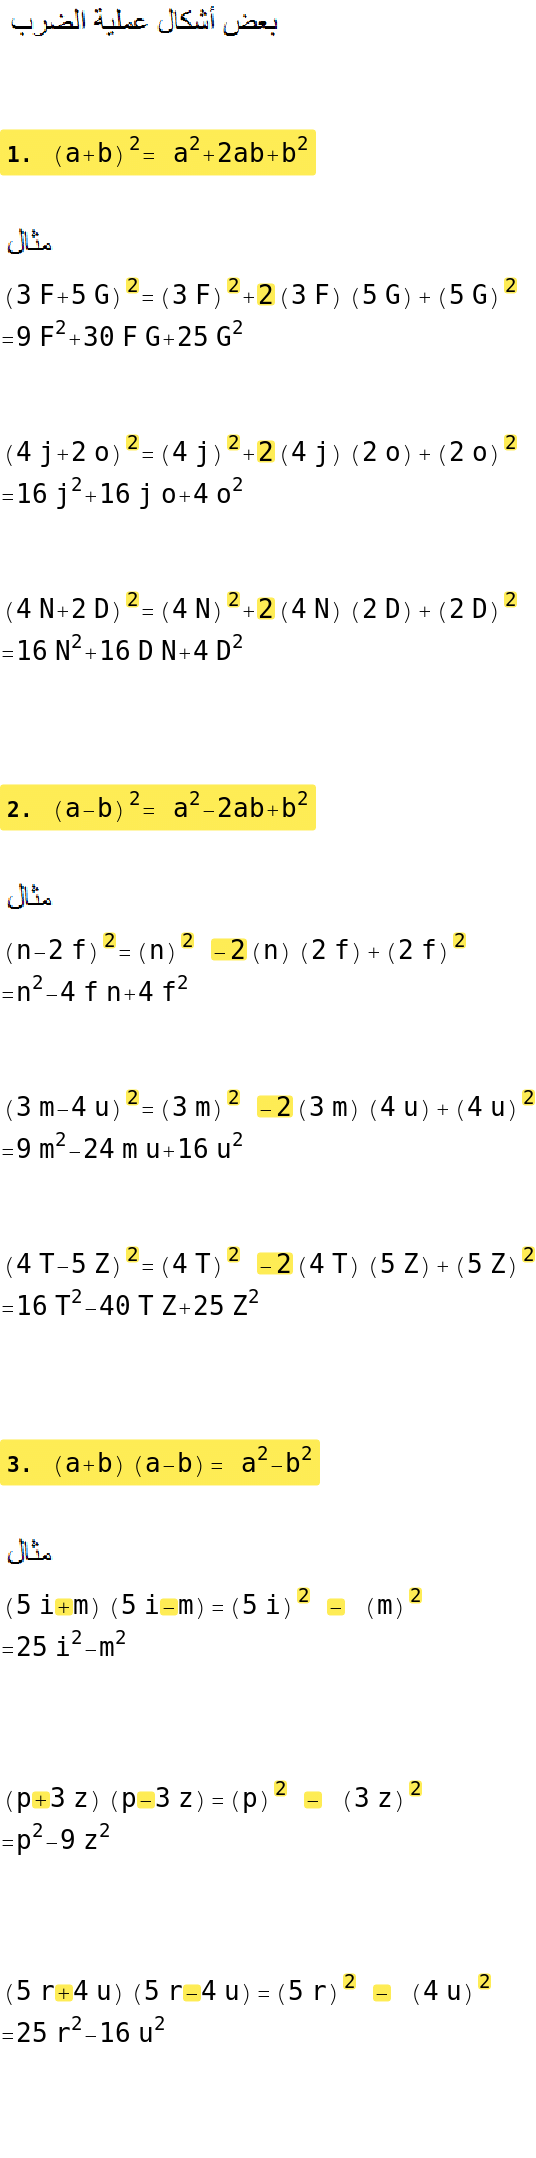 بعض أشكال عملية الضرب
1. (a+b)²= a²+2ab+b²
مثال
(3 F+5 G)²=(3 F)²+2(3 F) (5 G)+(5 G)²
=9 F²+30 F G+25 G²
(4 j+2 o)²=(4 j)²+2(4 j) (2 o)+(2 o)²
=16 j²+16 j o+4 o²
(4 N+2 D)²=(4 N)²+2(4 N) (2 D)+(2 D)²
=16 N²+16 D N+4 D²
2. (a−b)²= a²−2ab+b²
مثال
(n−2 f)²=(n)² −2(n) (2 f)+(2 f)²
=n²−4 f n+4 f²
(3 m−4 u)²=(3 m)² −2(3 m) (4 u)+(4 u)²
=9 m²−24 m u+16 u²
(4 T−5 Z)²=(4 T)² −2(4 T) (5 Z)+(5 Z)²
=16 T²−40 T Z+25 Z²
3. (a+b) (a−b)= a²−b²
مثال
(5 i+m) (5 i−m)=(5 i)² − (m)²
=25 i²−m²
(p+3 z) (p−3 z)=(p)² − (3 z)²
=p²−9 z²
(5 r+4 u) (5 r−4 u)=(5 r)² − (4 u)²
=25 r²−16 u²